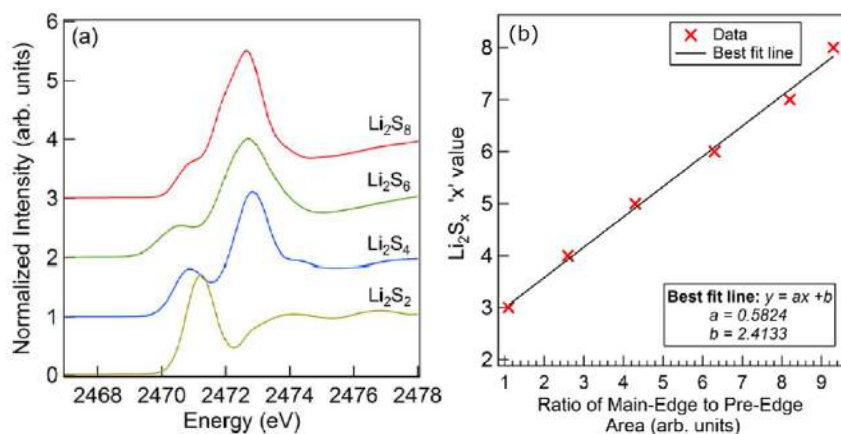 (a)
Normalized Intensity (arb. units)
6
5
4
3
2
1
0
Li₂S₈
Li₂S₆
Li₂S₄
Li₂S₂
2468 2470 2472 2474 2476 2478
Energy (eV)
(b)
Data
Best fit line
Li₂Sₓ 'x' value
8
7
6
5
4
3
2
Best fit line: y = ax +b
a = 0.5824
b = 2.4133
1 2 3 4 5 6 7 8 9
Ratio of Main-Edge to Pre-Edge
Area (arb. units)